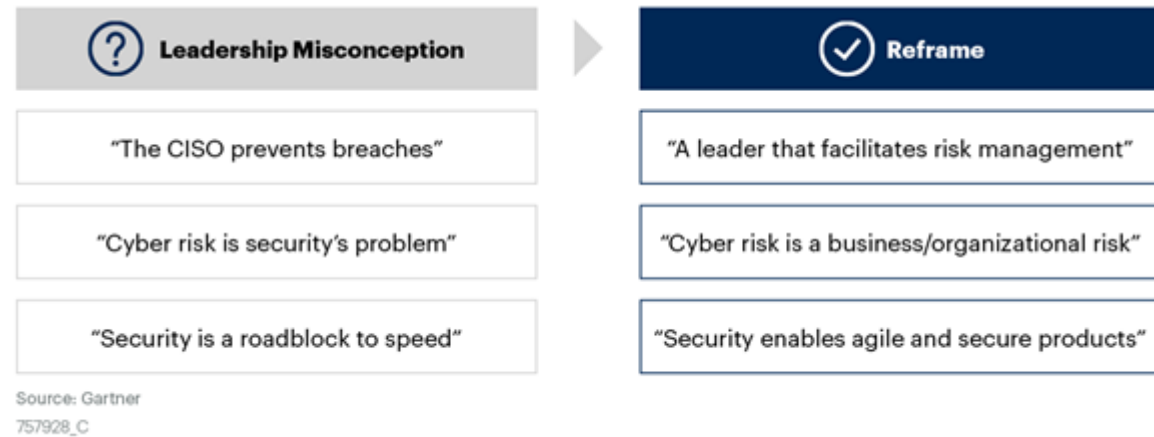 Leadership Misconception
Reframe
“The CISO prevents breaches”
“A leader that facilitates risk management”
“Cyber risk is security’s problem”
“Cyber risk is a business/organizational risk”
“Security is a roadblock to speed”
“Security enables agile and secure products”
Source: Gartner
757928_C